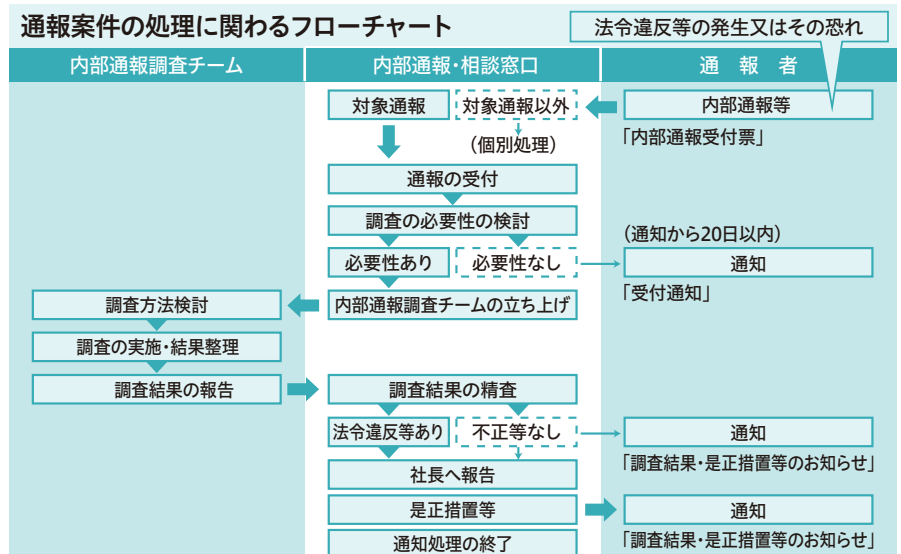 通報案件の処理に関わるフローチャート
法令違反等の発生又はその恐れ
内部通報調査チーム
内部通報・相談窓口
通報者
対象通報
対象通報以外
内部通報等
(個別処理)
「内部通報受付票」
通報の受付
調査の必要性の検討
(通知から20日以内)
必要性あり
必要性なし
通知
「受付通知」
調査方法検討
内部通報調査チームの立ち上げ
調査の実施・結果整理
調査結果の報告
調査結果の精査
法令違反等あり
不正等なし
通知
「調査結果・是正措置等のお知らせ」
社長へ報告
是正措置等
通知
通知処理の終了
「調査結果・是正措置等のお知らせ」